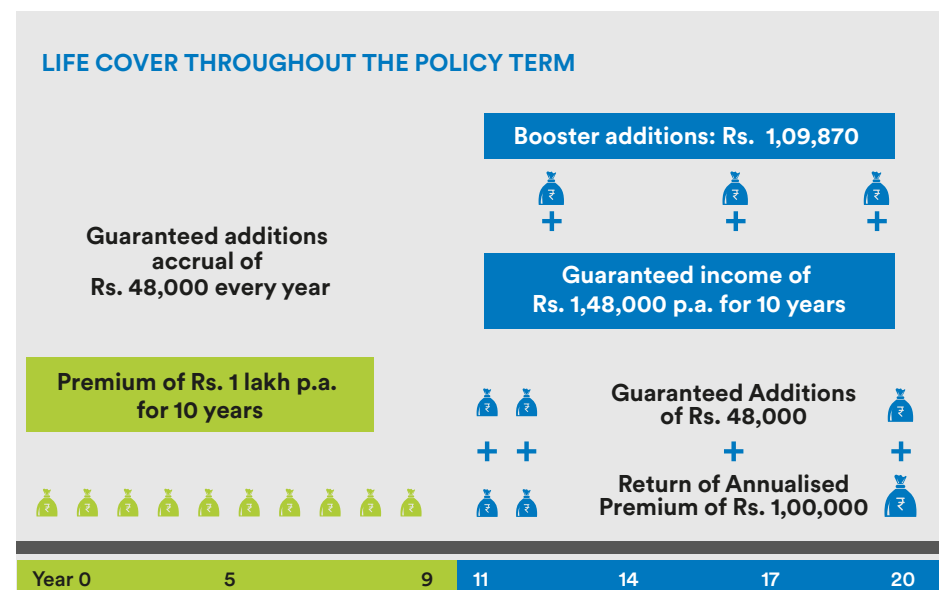 LIFE COVER THROUGHOUT THE POLICY TERM
Booster additions: Rs. 1,09,870
Guaranteed additions
accrual of
Rs. 48,000 every year
Guaranteed income of
Rs. 1,48,000 p.a. for 10 years
Premium of Rs. 1 lakh p.a.
for 10 years
Guaranteed Additions
of Rs. 48,000
+
Return of Annualised
Premium of Rs. 1,00,000
Year 0 5 9 11 14 17 20